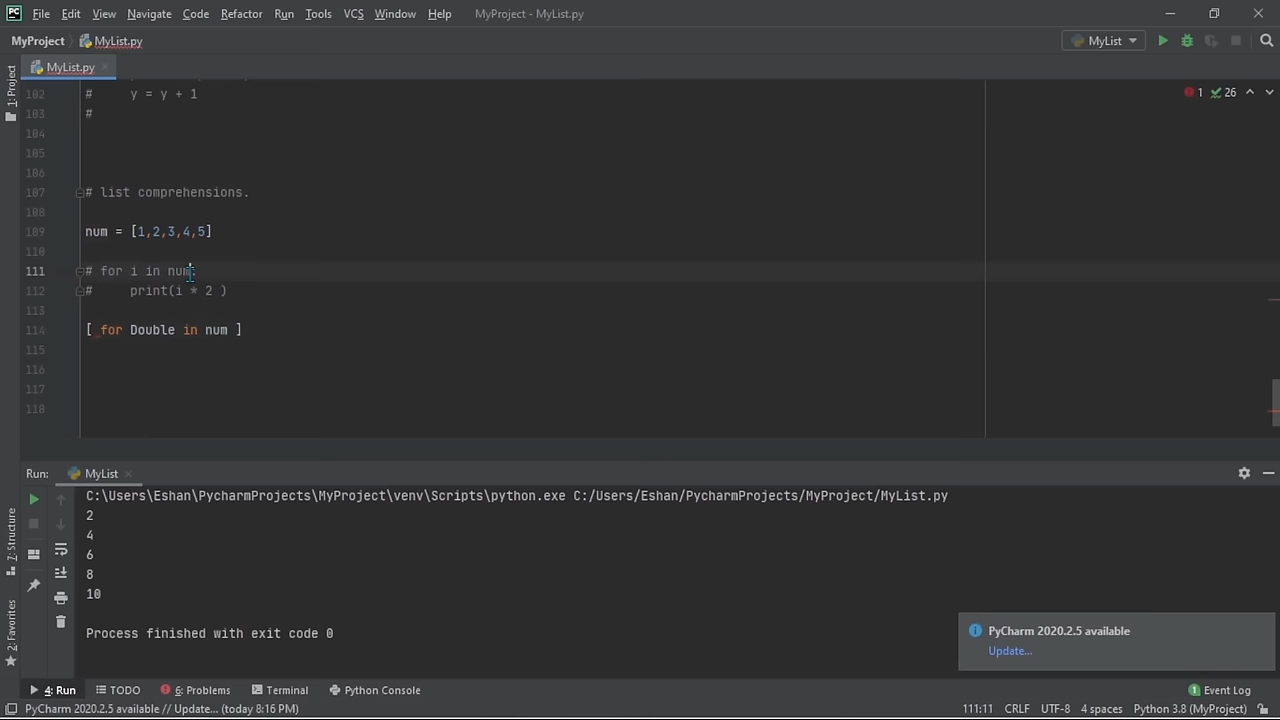 PC File Edit View Navigate Code Refactor Run Tools VCS Window Help MyProject - MyList.py
MyProject MyList.py MyList
1: Project
MyList.py
102 # y = y + 1
1 26
103 #
104
105
106
107 # list comprehensions.
108
109 num = [1,2,3,4,5]
110
111 # for i in num:
112 # print(i * 2 )
113
114 [ for Double in num ]
115
116
117
118
Run: MyList
C:\Users\Eshan\PycharmProjects\MyProject\venv\Scripts\python.exe C:/Users/Eshan/PycharmProjects/MyProject/MyList.py
2
4
6
8
10
Process finished with exit code 0
7: Structure
2: Favorites
PyCharm 2020.2.5 available
Update...
4: Run TODO 6: Problems Terminal Python Console 1 Event Log
PyCharm 2020.2.5 available // Update... (today 8:16 PM) 111:11 CRLF UTF-8 4 spaces Python 3.8 (MyProject)